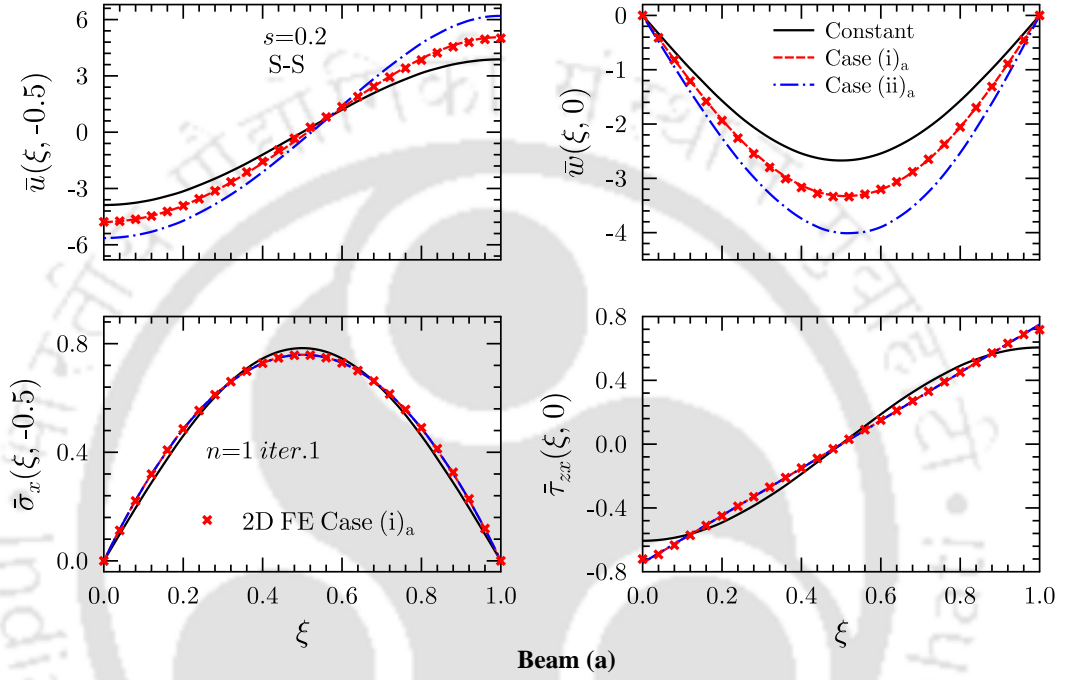 ū(ξ, -0.5)
6
3
0
-3
-6
s=0.2
S-S
w̄(ξ, 0)
0
-1
-2
-3
-4
Constant
Case (i)ₐ
Case (ii)ₐ
σ̄ₓ(ξ, -0.5)
0.8
0.4
0.0
n=1 iter.1
2D FE Case (i)ₐ
0.0 0.2 0.4 0.6 0.8 1.0
ξ
τ̄_zx(ξ, 0)
0.8
0.4
0.0
-0.4
-0.8
0.0 0.2 0.4 0.6 0.8 1.0
ξ
Beam (a)